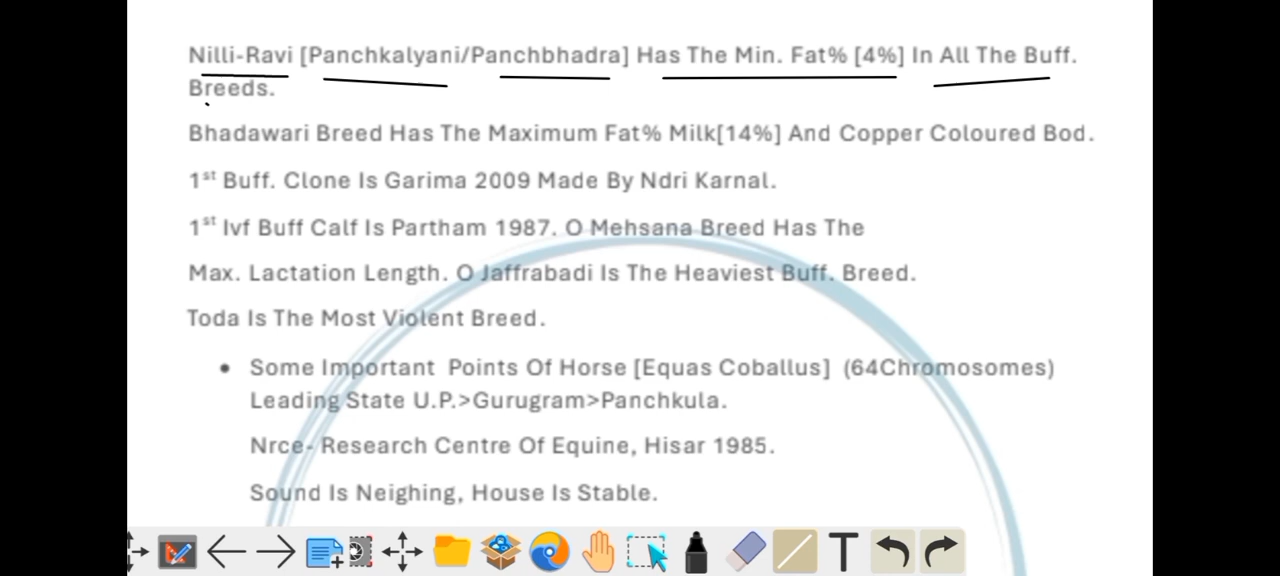 Nilli-Ravi [Panchkalyani/Panchbhadra] Has The Min. Fat% [4%] In All The Buff.
Breeds.
Bhadawari Breed Has The Maximum Fat% Milk[14%] And Copper Coloured Bod.
1st Buff. Clone Is Garima 2009 Made By Ndri Karnal.
1st Ivf Buff Calf Is Partham 1987. O Mehsana Breed Has The
Max. Lactation Length. O Jaffrabadi Is The Heaviest Buff. Breed.
Toda Is The Most Violent Breed.
• Some Important Points Of Horse [Equas Coballus] (64Chromosomes)
Leading State U.P.>Gurugram>Panchkula.
Nrce- Research Centre Of Equine, Hisar 1985.
Sound Is Neighing, House Is Stable.
T